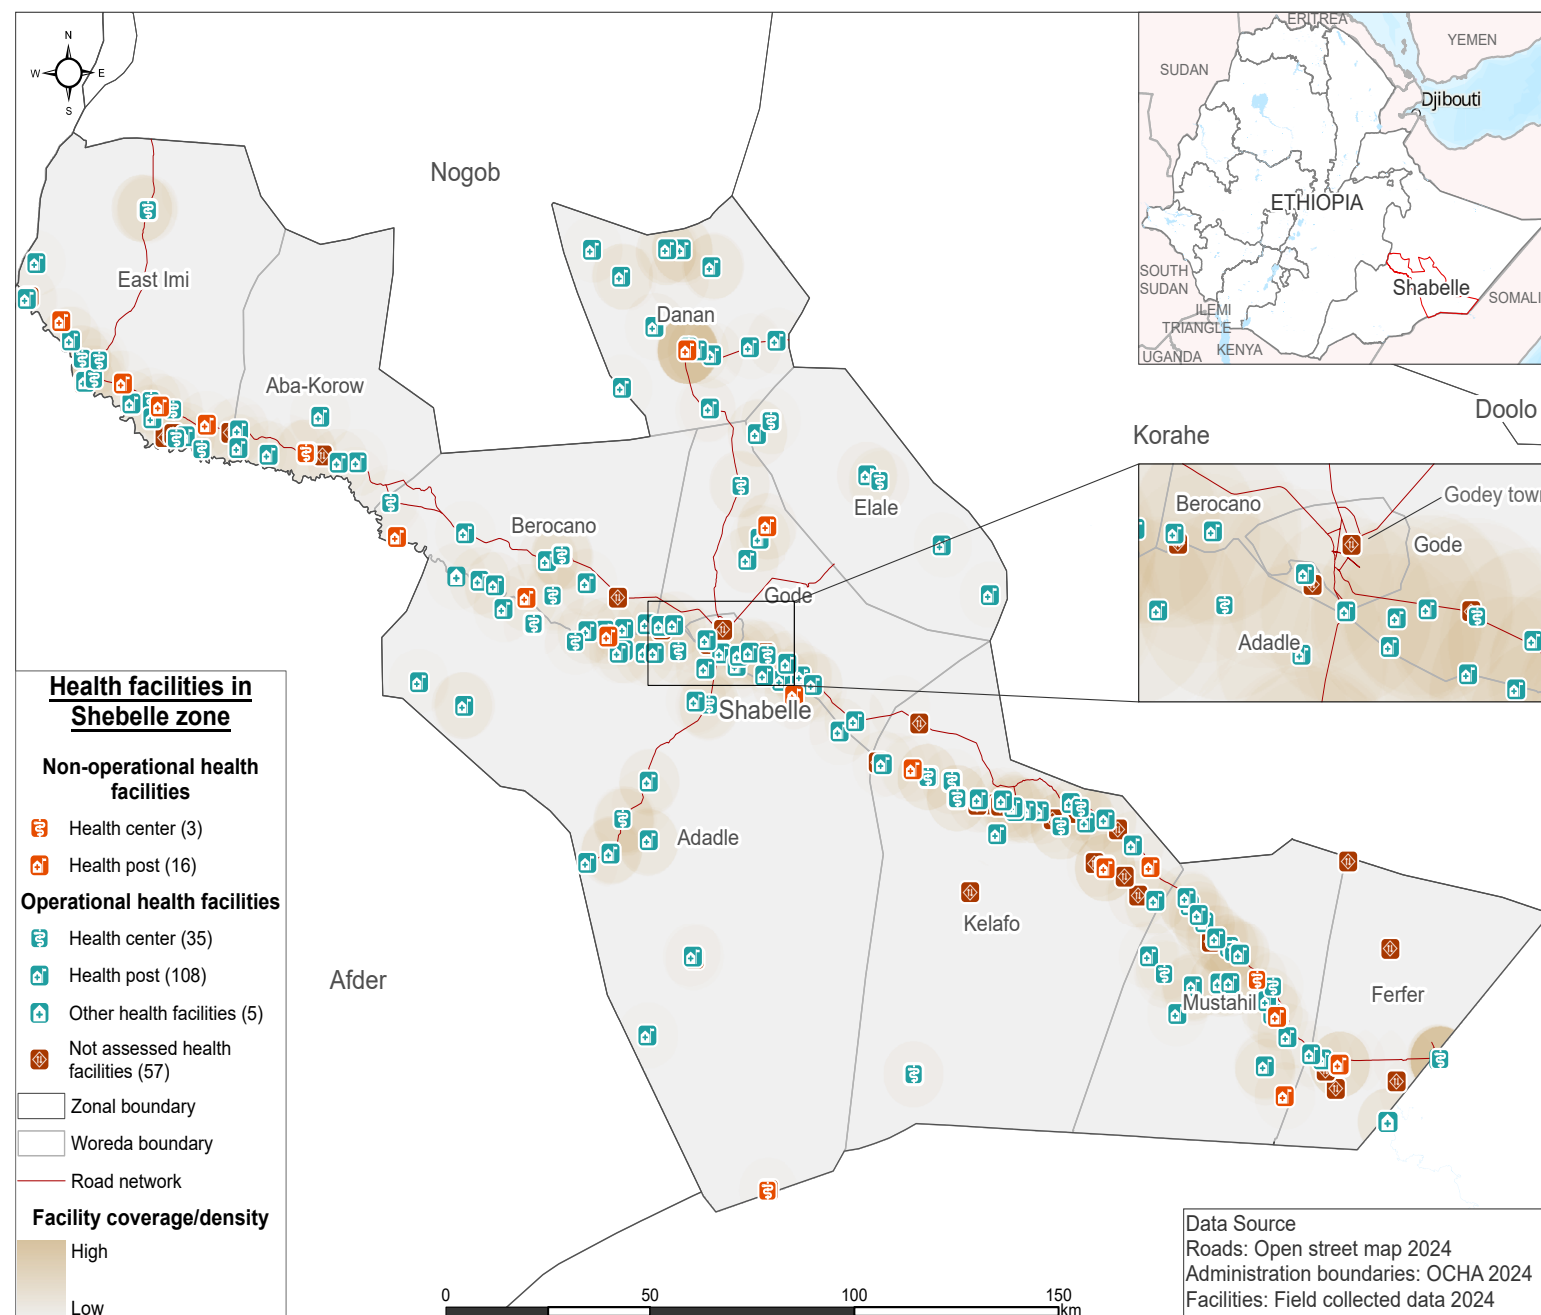 N
W
E
S
Nogob
East Imi
Danan
Aba-Korow
Elale
Berocano
Gode
Shabelle
Adadle
Kelafo
Afder
Mustahil
Ferfer
Korahe
Doolo
ERITREA
YEMEN
SUDAN
Djibouti
ETHIOPIA
SOUTH
SUDAN
Shabelle
SOMALI
ILEMI
TRIANGLE
KENYA
UGANDA
Berocano
Godey town
Gode
Adadle
Health facilities in
Shebelle zone
Non-operational health
facilities
Health center (3)
Health post (16)
Operational health facilities
Health center (35)
Health post (108)
Other health facilities (5)
Not assessed health
facilities (57)
Zonal boundary
Woreda boundary
Road network
Facility coverage/density
High
Low
0
50
100
150
km
Data Source
Roads: Open street map 2024
Administration boundaries: OCHA 2024
Facilities: Field collected data 2024